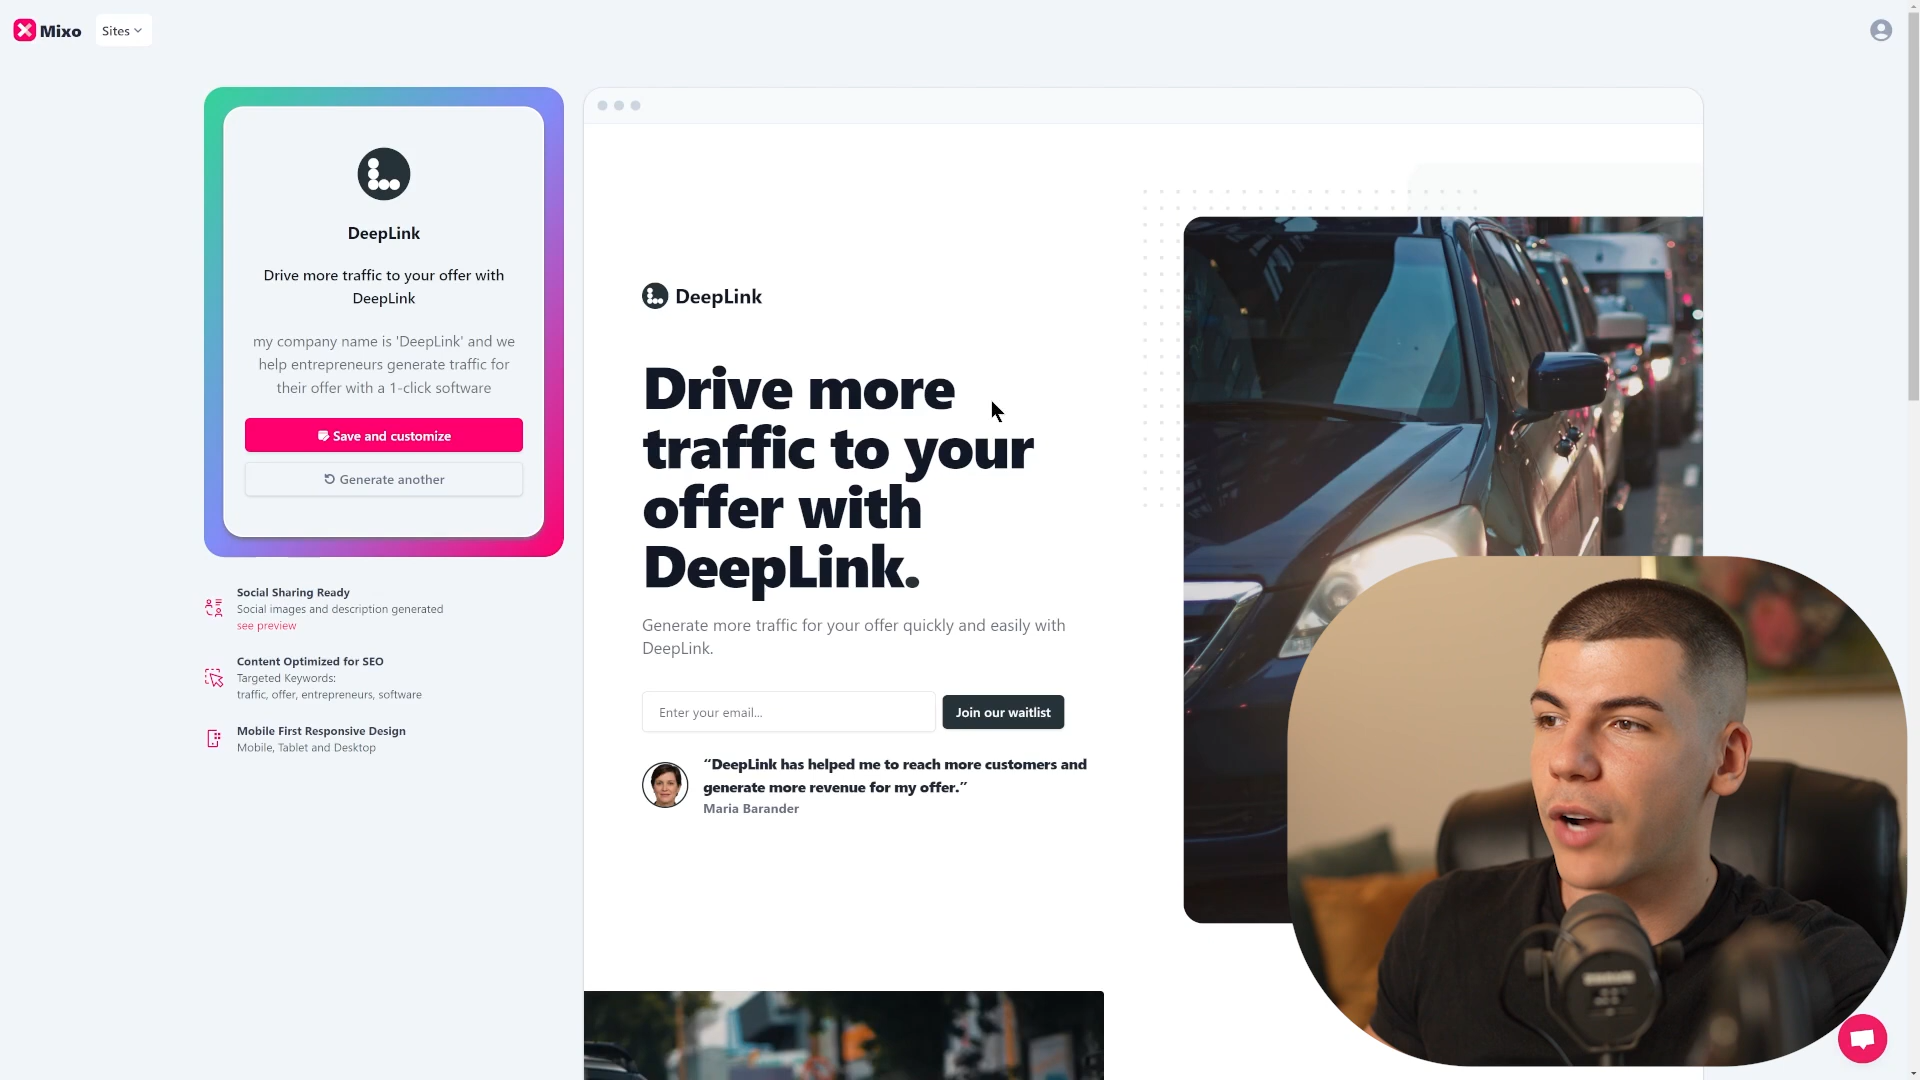 Mixo
Sites
DeepLink
Drive more traffic to your offer with
DeepLink
my company name is 'DeepLink' and we
help entrepreneurs generate traffic for
their offer with a 1-click software
Save and customize
Generate another
Social Sharing Ready
Social images and description generated
see preview
Content Optimized for SEO
Targeted Keywords:
traffic, offer, entrepreneurs, software
Mobile First Responsive Design
Mobile, Tablet and Desktop
DeepLink
Drive more
traffic to your
offer with
DeepLink.
Generate more traffic for your offer quickly and easily with
DeepLink.
Enter your email...
Join our waitlist
“DeepLink has helped me to reach more customers and
generate more revenue for my offer.”
Maria Barander